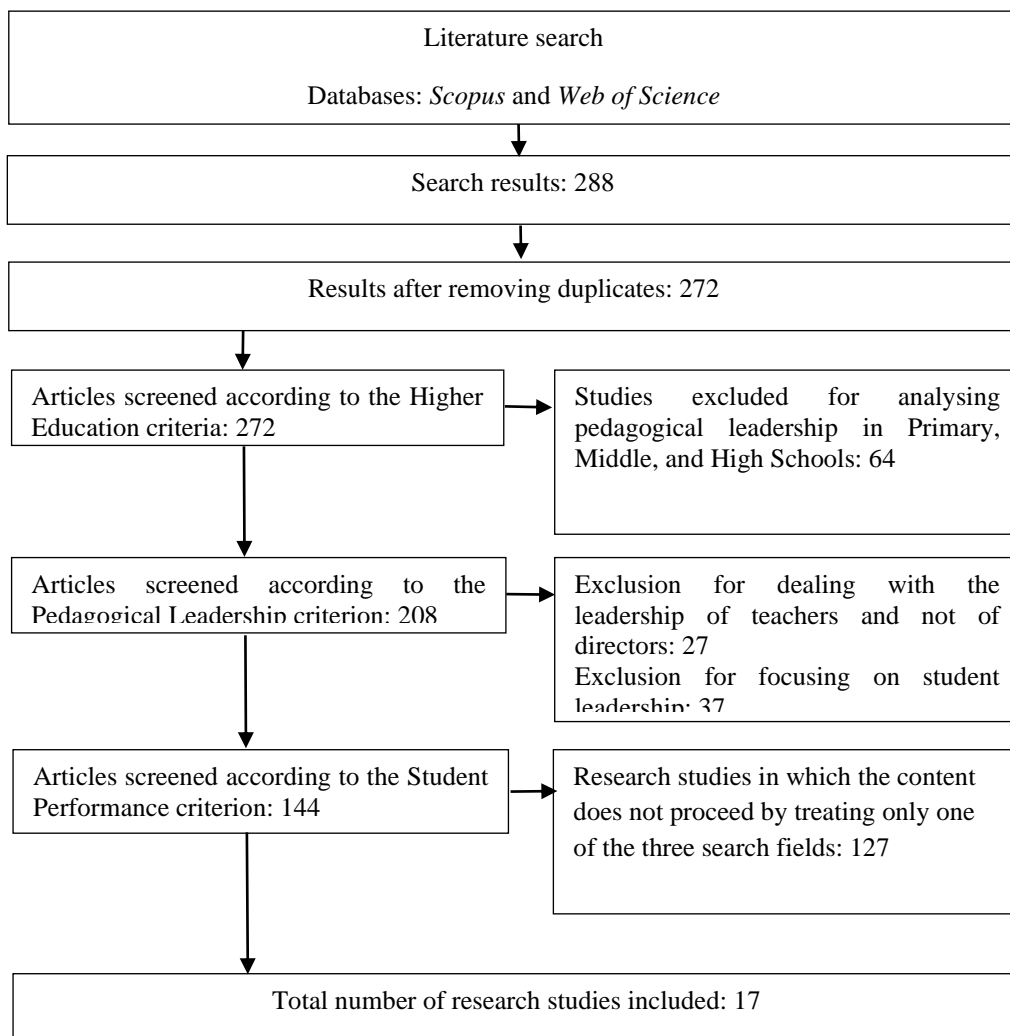 Literature search
Databases: Scopus and Web of Science
Search results: 288
Results after removing duplicates: 272
Articles screened according to the Higher
Education criteria: 272
Studies excluded for analysing
pedagogical leadership in Primary,
Middle, and High Schools: 64
Articles screened according to the
Pedagogical Leadership criterion: 208
Exclusion for dealing with the
leadership of teachers and not of
directors: 27
Exclusion for focusing on student
leadership: 37
Articles screened according to the Student
Performance criterion: 144
Research studies in which the content
does not proceed by treating only one
of the three search fields: 127
Total number of research studies included: 17